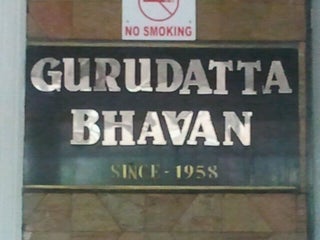 NO SMOKING
GURUDATTA
BHAVAN
SINCE - 1958